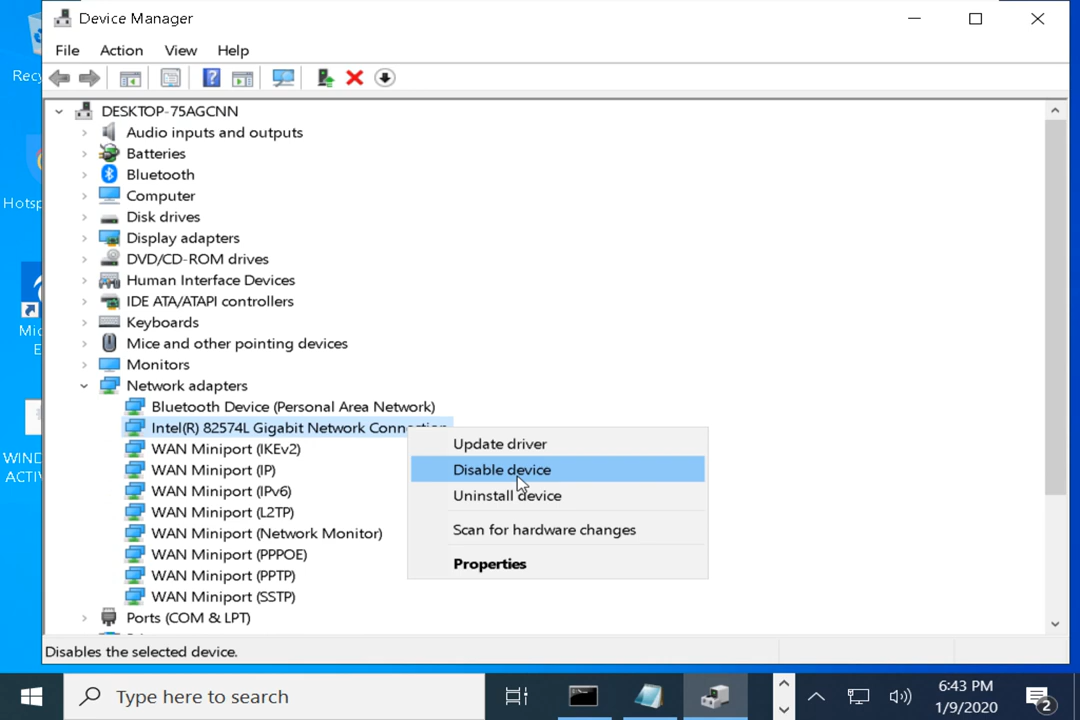 Device Manager
File Action View Help
DESKTOP-75AGCNN
Audio inputs and outputs
Batteries
Bluetooth
Computer
Disk drives
Display adapters
DVD/CD-ROM drives
Human Interface Devices
IDE ATA/ATAPI controllers
Keyboards
Mice and other pointing devices
Monitors
Network adapters
Bluetooth Device (Personal Area Network)
Intel(R) 82574L Gigabit Network Connection
WAN Miniport (IKEv2)
WAN Miniport (IP)
WAN Miniport (IPv6)
WAN Miniport (L2TP)
WAN Miniport (Network Monitor)
WAN Miniport (PPPOE)
WAN Miniport (PPTP)
WAN Miniport (SSTP)
Ports (COM & LPT)
Update driver
Disable device
Uninstall device
Scan for hardware changes
Properties
Disables the selected device.
Recy
Hotsp
Mic
E
WIND
ACTIV
Type here to search
6:43 PM
1/9/2020
2